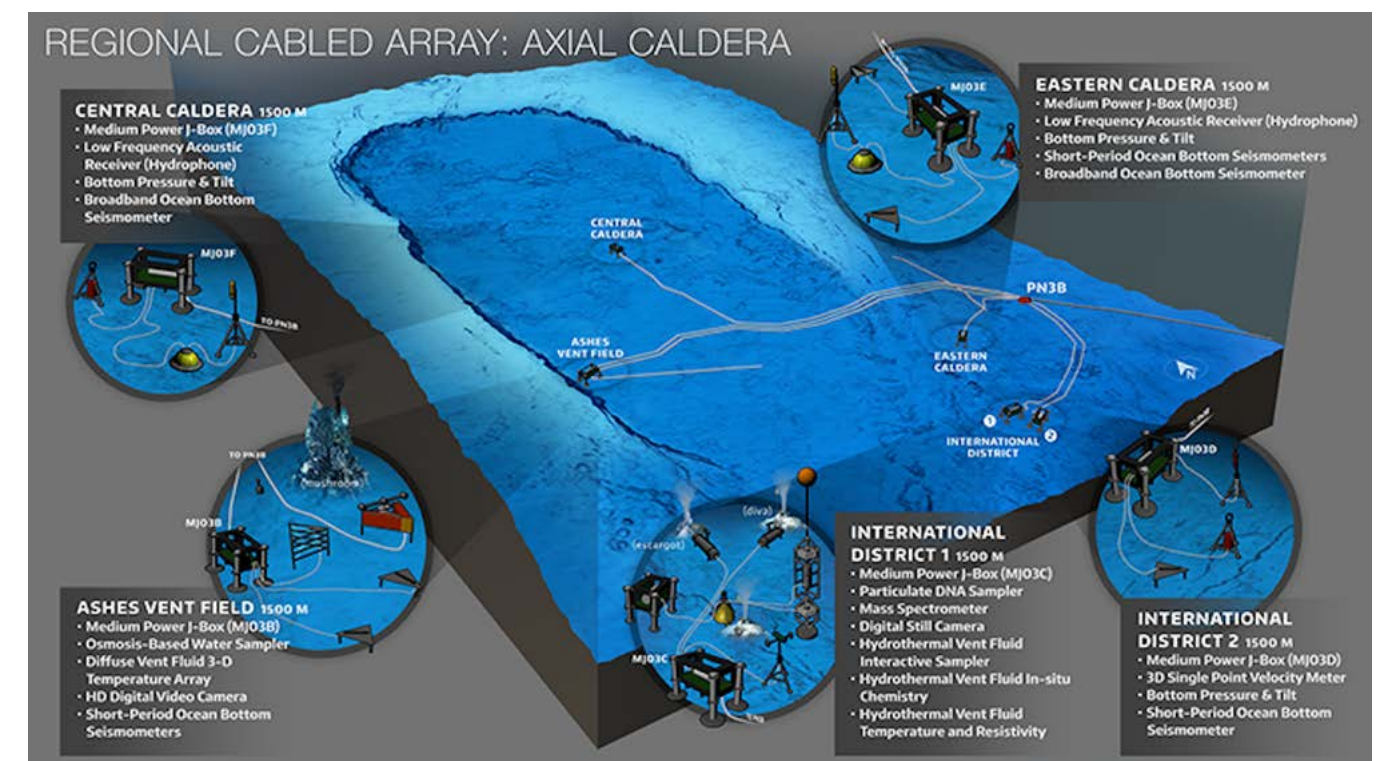 REGIONAL CABLED ARRAY: AXIAL CALDERA
CENTRAL CALDERA 1500 M
• Medium Power J-Box (MJ03F)
• Low Frequency Acoustic
Receiver (Hydrophone)
• Bottom Pressure & Tilt
• Broadband Ocean Bottom
Seismometer
MJ03F
TO PN3B
MJ03E
EASTERN CALDERA 1500 M
• Medium Power J-Box (MJ03E)
• Low Frequency Acoustic Receiver (Hydrophone)
• Bottom Pressure & Tilt
• Short-Period Ocean Bottom Seismometers
• Broadband Ocean Bottom Seismometer
CENTRAL
CALDERA
PN3B
ASHES
VENT FIELD
EASTERN
CALDERA
N
1
2
INTERNATIONAL
DISTRICT
TO PN3B
(mushroom)
MJ03B
ASHES VENT FIELD 1500 M
• Medium Power J-Box (MJ03B)
• Osmosis-Based Water Sampler
• Diffuse Vent Fluid 3-D
Temperature Array
• HD Digital Video Camera
• Short-Period Ocean Bottom
Seismometers
(diva)
(escargot)
MJ03C
INTERNATIONAL
DISTRICT 1 1500 M
• Medium Power J-Box (MJ03C)
• Particulate DNA Sampler
• Mass Spectrometer
• Digital Still Camera
• Hydrothermal Vent Fluid
Interactive Sampler
• Hydrothermal Vent Fluid In-situ
Chemistry
• Hydrothermal Vent Fluid
Temperature and Resistivity
MJ03D
INTERNATIONAL
DISTRICT 2 1500 M
• Medium Power J-Box (MJ03D)
• 3D Single Point Velocity Meter
• Bottom Pressure & Tilt
• Short-Period Ocean Bottom
Seismometer